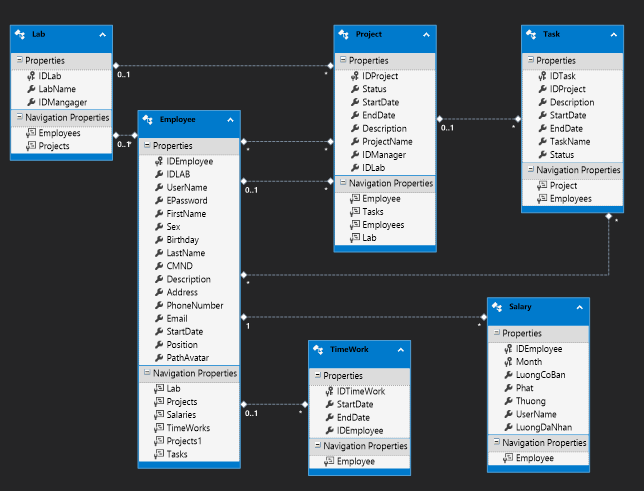 Lab
Properties
IDLab
LabName
IDMangager
Navigation Properties
Employees
Projects
0..1
*
0..1
*
Employee
Properties
IDEmployee
IDLAB
UserName
EPassword
FirstName
Sex
Birthday
LastName
CMND
Description
Address
PhoneNumber
Email
StartDate
Position
PathAvatar
Navigation Properties
Lab
Projects
Salaries
TimeWorks
Projects1
Tasks
*
*
0..1
*
*
*
1
*
0..1
*
Project
Properties
IDProject
Status
StartDate
EndDate
Description
ProjectName
IDManager
IDLab
Navigation Properties
Employee
Tasks
Employees
Lab
0..1
*
Task
Properties
IDTask
IDProject
Description
StartDate
EndDate
TaskName
Status
Navigation Properties
Project
Employees
TimeWork
Properties
IDTimeWork
StartDate
EndDate
IDEmployee
Navigation Properties
Employee
Salary
Properties
IDEmployee
Month
LuongCoBan
Phat
Thuong
UserName
LuongDaNhan
Navigation Properties
Employee